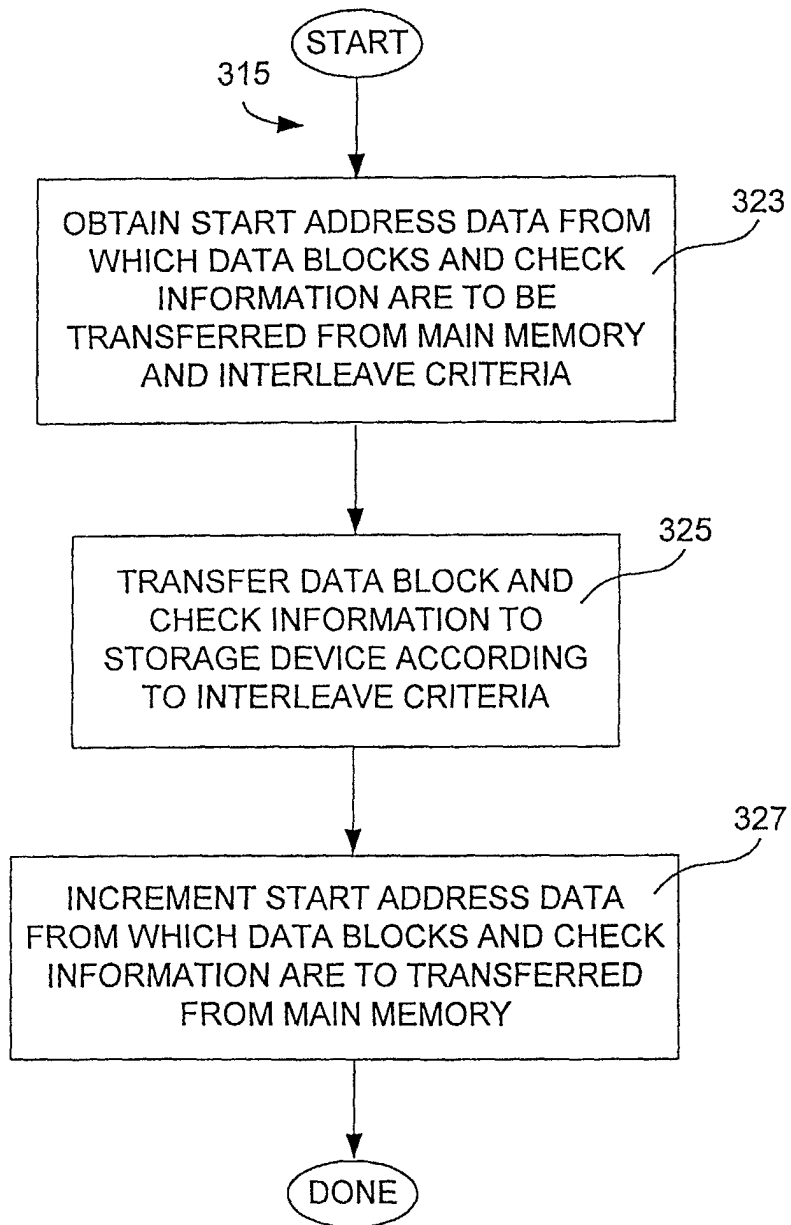 START
315
323
OBTAIN START ADDRESS DATA FROM
WHICH DATA BLOCKS AND CHECK
INFORMATION ARE TO BE
TRANSFERRED FROM MAIN MEMORY
AND INTERLEAVE CRITERIA
325
TRANSFER DATA BLOCK AND
CHECK INFORMATION TO
STORAGE DEVICE ACCORDING
TO INTERLEAVE CRITERIA
327
INCREMENT START ADDRESS DATA
FROM WHICH DATA BLOCKS AND CHECK
INFORMATION ARE TO TRANSFERRED
FROM MAIN MEMORY
DONE